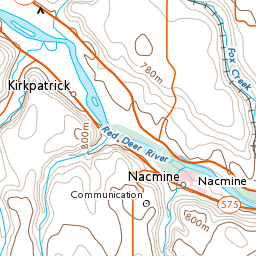 780m
Fox Creek
Kirkpatrick
800m
Red Deer River
Nacmine
Nacmine
Communication
575
800m